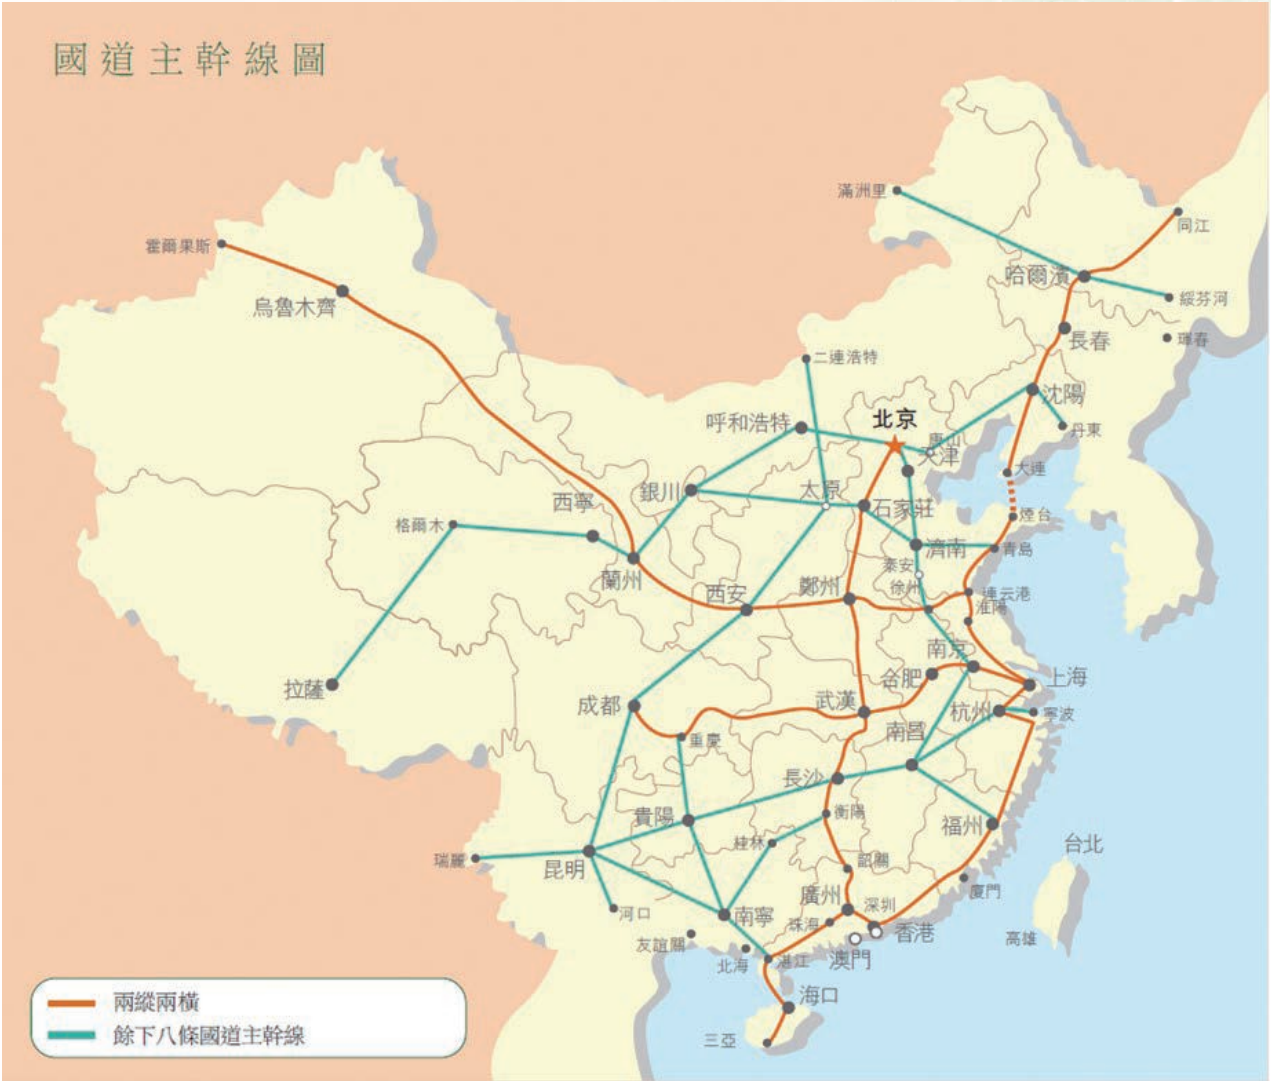 國道主幹線圖
滿洲里
同江
霍爾果斯
哈爾濱
烏魯木齊
綏芬河
長春
琿春
二連浩特
沈陽
呼和浩特
北京
唐山
丹東
天津
大連
銀川
太原
西寧
石家莊
格爾木
煙台
濟南
青島
蘭州
泰安
西安
鄭州
徐州
連云港
淮陽
南京
合肥
上海
拉薩
成都
武漢
杭州
寧波
南昌
重慶
長沙
貴陽
衡陽
福州
桂林
台北
瑞麗
昆明
韶關
廈門
廣州
深圳
河口
南寧
珠海
香港
高雄
友誼關
北海
湛江
澳門
海口
三亞
兩縱兩橫
餘下八條國道主幹線